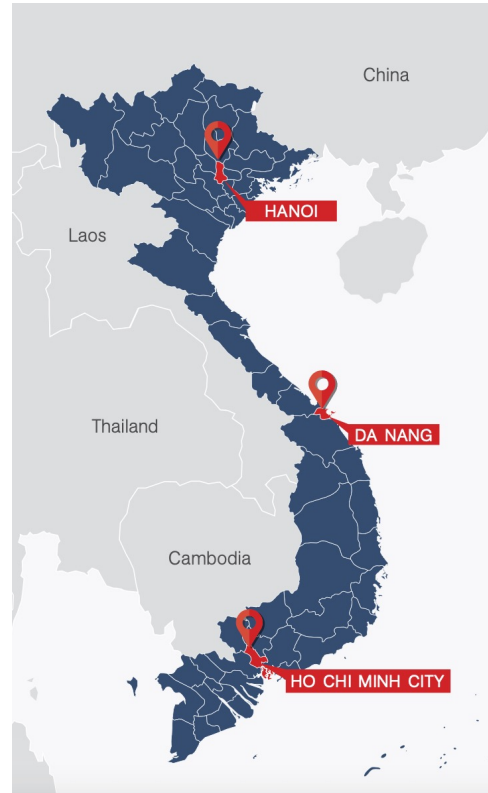 China
HANOI
Laos
Thailand
DA NANG
Cambodia
HO CHI MINH CITY